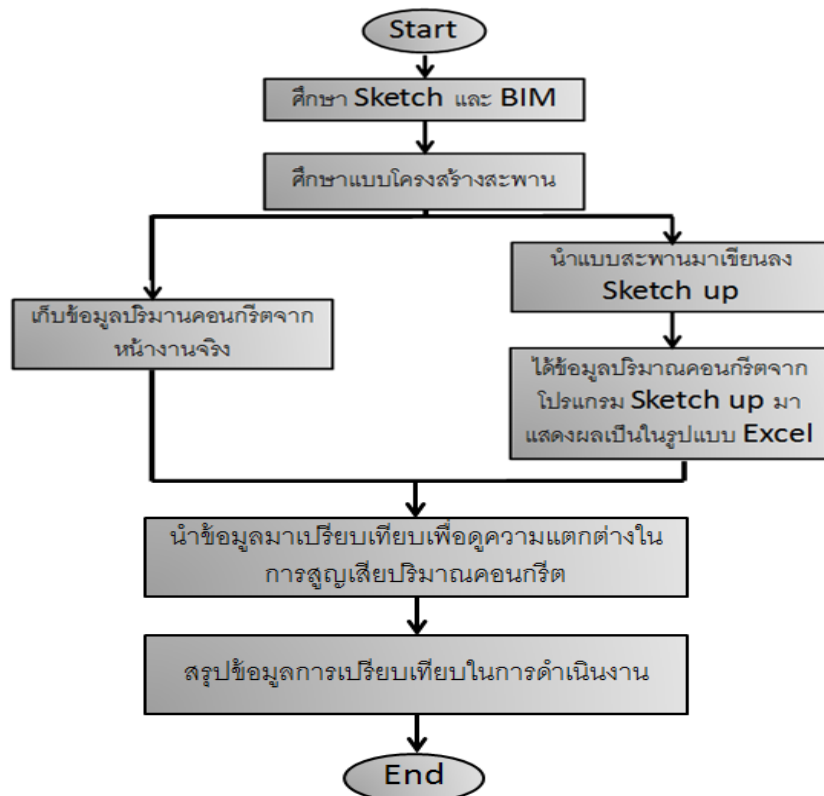 Start
ศึกษา Sketch และ BIM
ศึกษาแบบโครงสร้างสะพาน
เก็บข้อมูลปริมานคอนกรีตจาก
หน้างานจริง
นำแบบสะพานมาเขียนลง
Sketch up
ได้ข้อมูลปริมาณคอนกรีตจาก
โปรแกรม Sketch up มา
แสดงผลเป็นในรูปแบบ Excel
นำข้อมูลมาเปรียบเทียบเพื่อดูความแตกต่างใน
การสูญเสียปริมาณคอนกรีต
สรุปข้อมูลการเปรียบเทียบในการดำเนินงาน
End